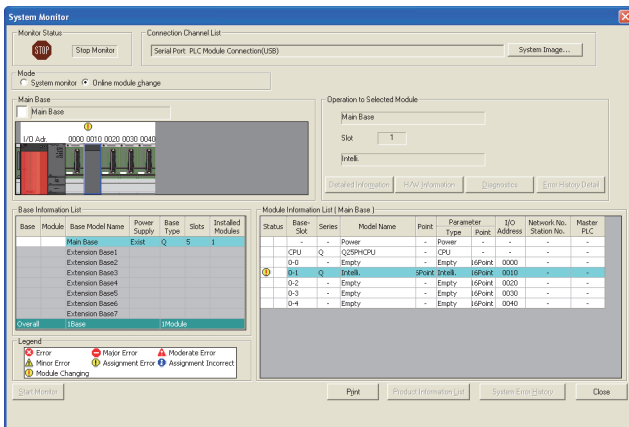 System Monitor
Monitor Status
STOP
Stop Monitor
Connection Channel List
Serial Port PLC Module Connection(USB)
System Image...
Mode
System monitor Online module change
Main Base
Main Base
I/O Adr. 0000 0010 0020 0030 0040
Operation to Selected Module
Main Base
Slot 1
Intelli.
Detailed Information H/W Information Diagnostics Error History Detail
Base Information List
Base Module Base Model Name Power Supply Base Type Slots Installed Modules
Main Base Exist Q 5 1
Extension Base1
Extension Base2
Extension Base3
Extension Base4
Extension Base5
Extension Base6
Extension Base7
Overall 1Base 1Module
Module Information List ( Main Base )
Status Base-Slot Series Model Name Point Parameter Type Point I/O Address Network No. Station No. Master PLC
- - Power - Power - - - -
CPU Q Q25PHCPU - CPU - - - -
0-0 - Empty - Empty 16Point 0000 - -
0-1 Q Intelli. 5Point Intelli. 16Point 0010 - -
0-2 - Empty - Empty 16Point 0020 - -
0-3 - Empty - Empty 16Point 0030 - -
0-4 - Empty - Empty 16Point 0040 - -
Legend
Error Major Error Moderate Error
Minor Error Assignment Error Assignment Incorrect
Module Changing
Start Monitor
Print Product Information List System Error History Close